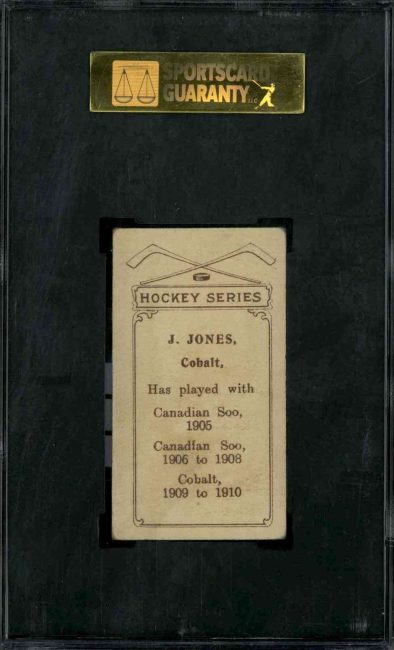 SPORTSCARD
GUARANTY LLC
HOCKEY SERIES
J. JONES,
Cobalt,
Has played with
Canadian Soo,
1905
Canadian Soo,
1906 to 1908
Cobalt,
1909 to 1910